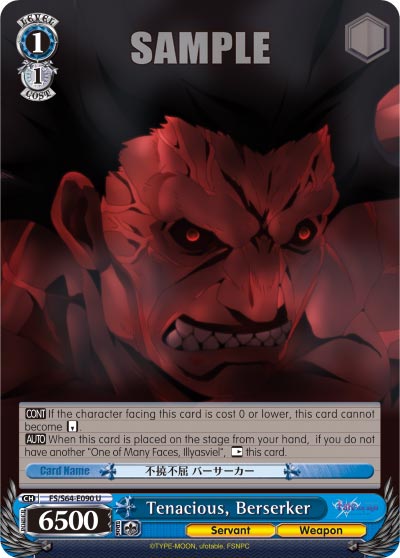 LEVEL
1
1
COST
SAMPLE
CONT If the character facing this card is cost 0 or lower, this card cannot
become .
AUTO When this card is placed on the stage from your hand, if you do not
have another "One of Many Faces, Illyasviel", this card.
Card Name 不撓不屈 バーサーカー
CH FS/S64-E090 U
Tenacious, Berserker
POWER 6500 SOUL
Servant Weapon
©TYPE-MOON, ufotable, FSNPC